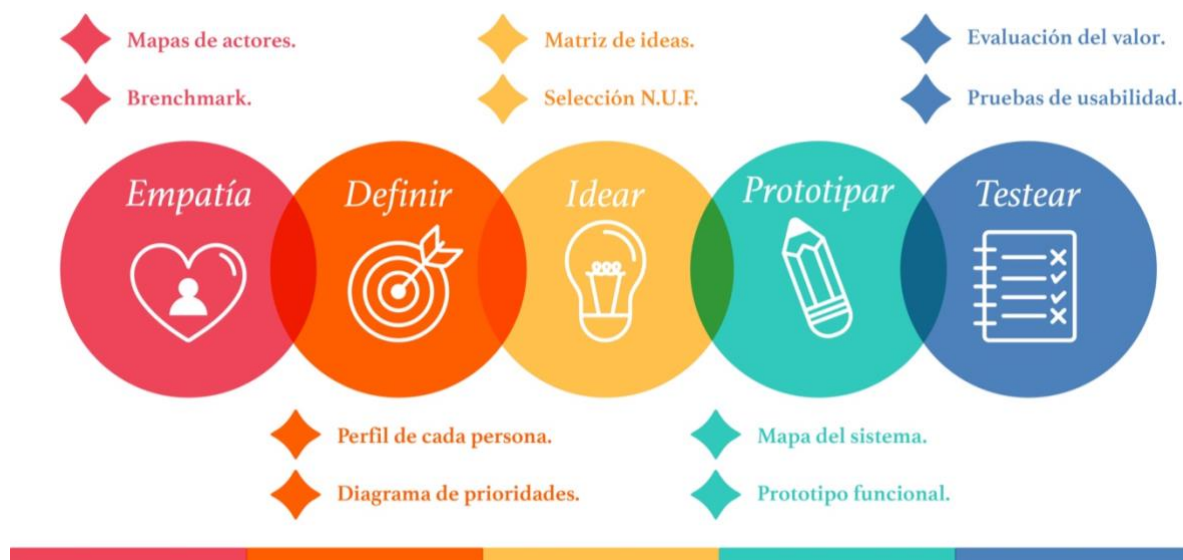 Mapas de actores.
Brenchmark.
Matriz de ideas.
Selección N.U.F.
Evaluación del valor.
Pruebas de usabilidad.
Empatía
Definir
Idear
Prototipar
Testear
Perfil de cada persona.
Diagrama de prioridades.
Mapa del sistema.
Prototipo funcional.